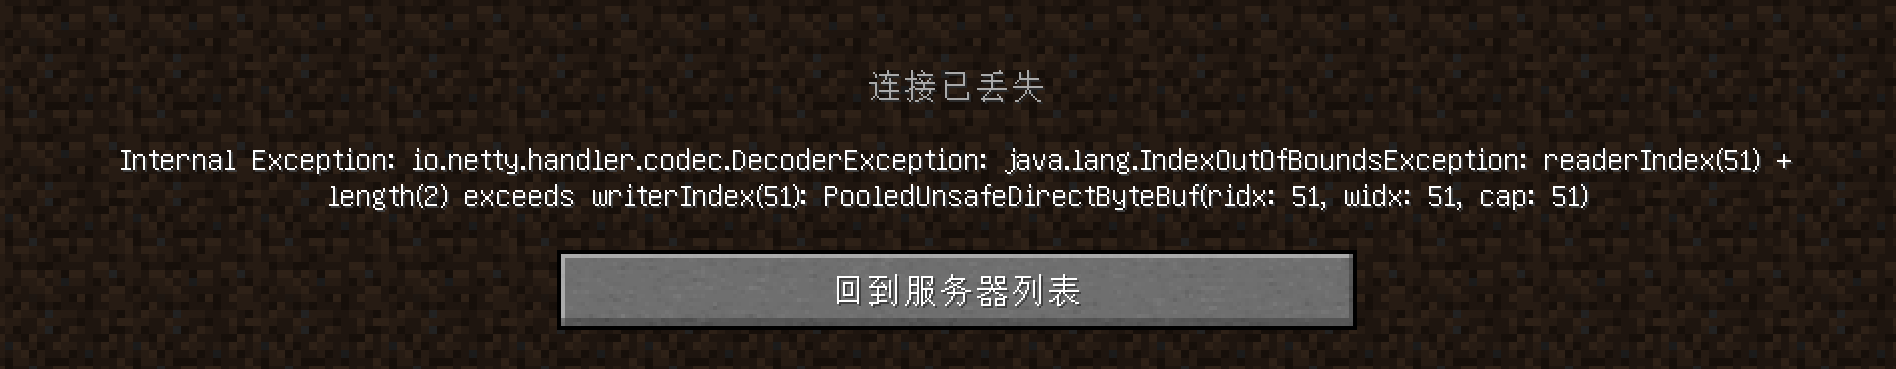 连接已丢失
Internal Exception: io.netty.handler.codec.DecoderException: java.lang.IndexOutOfBoundsException: readerIndex(51) +
length(2) exceeds writerIndex(51): PooledUnsafeDirectByteBuf(ridx: 51, widx: 51, cap: 51)
回到服务器列表